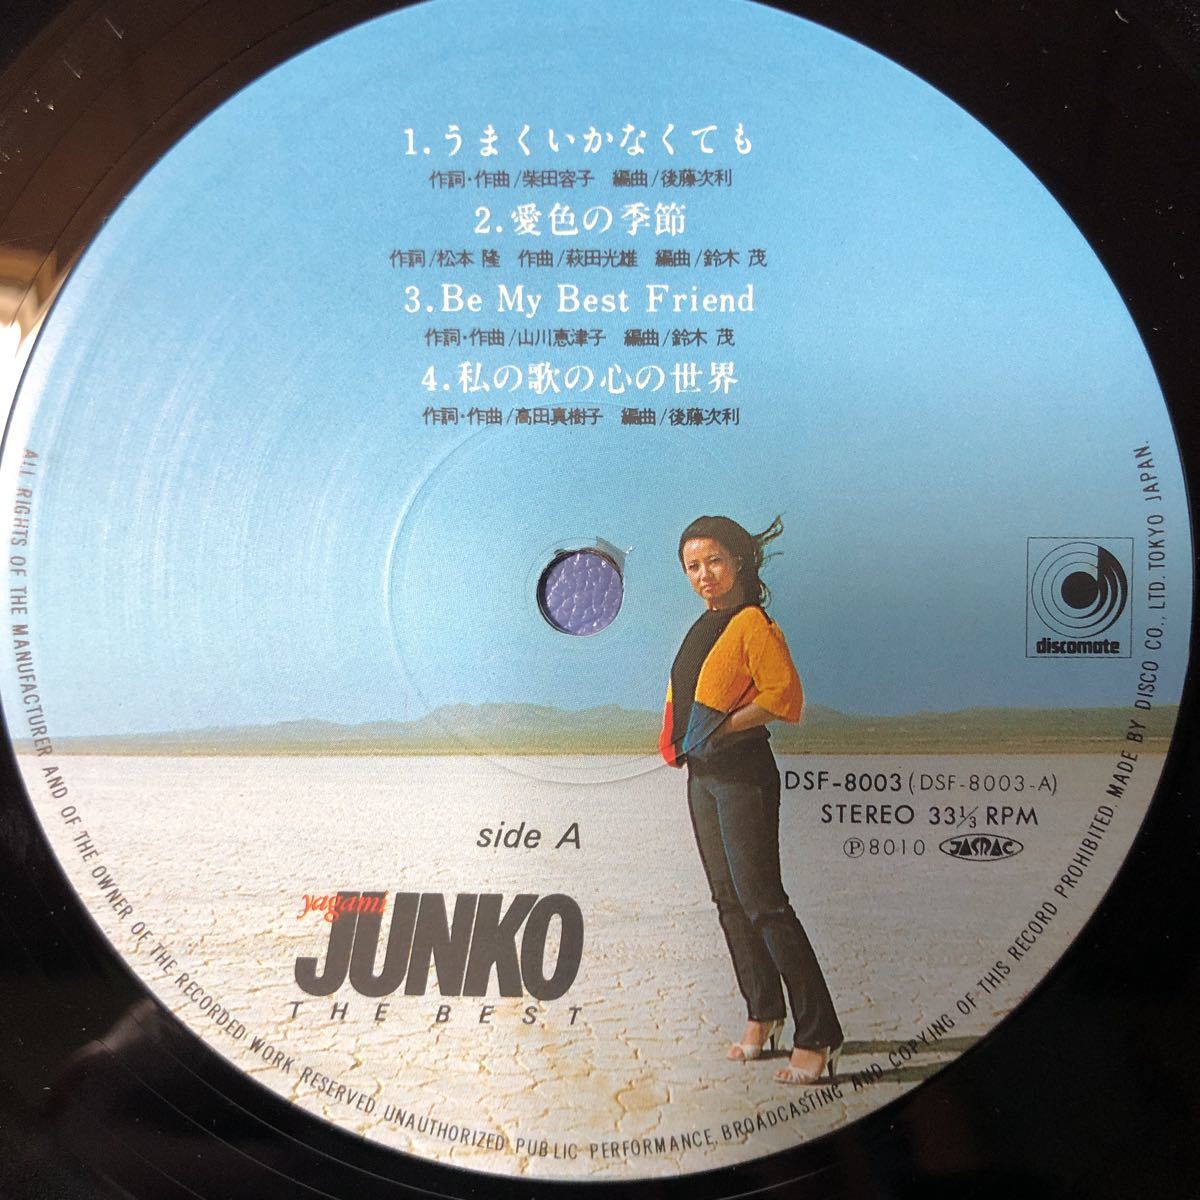 1.うまくいかなくても
作詞・作曲/柴田容子 編曲/後藤次利
2.愛色の季節
作詞/松本 隆 作曲/萩田光雄 編曲/鈴木 茂
3.Be My Best Friend
作詞・作曲/山川恵津子 編曲/鈴木 茂
4.私の歌の心の世界
作詞・作曲/高田真樹子 編曲/後藤次利
discomate
DSF-8003(DSF-8003-A)
STEREO 33⅓ RPM
Ⓟ8010 JASRAC
side A
yagami
JUNKO
THE BEST
ALL RIGHTS OF THE MANUFACTURER AND OF THE OWNER OF THE RECORDED WORK RESERVED. UNAUTHORIZED PUBLIC PERFORMANCE, BROADCASTING AND COPYING OF THIS RECORD PROHIBITED. MADE BY DISCO CO., LTD. TOKYO JAPAN.